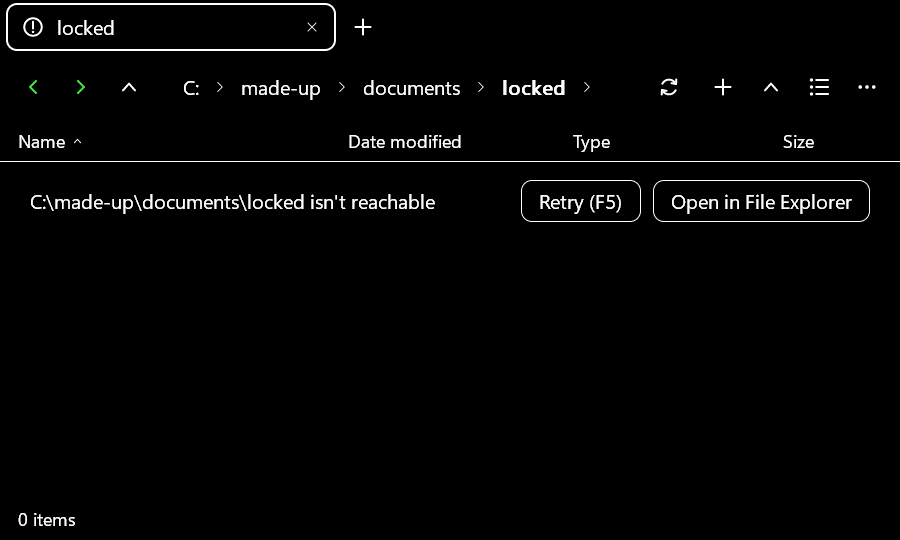 locked
C: made-up documents locked
Name Date modified Type Size
C:\made-up\documents\locked isn't reachable Retry (F5) Open in File Explorer
0 items